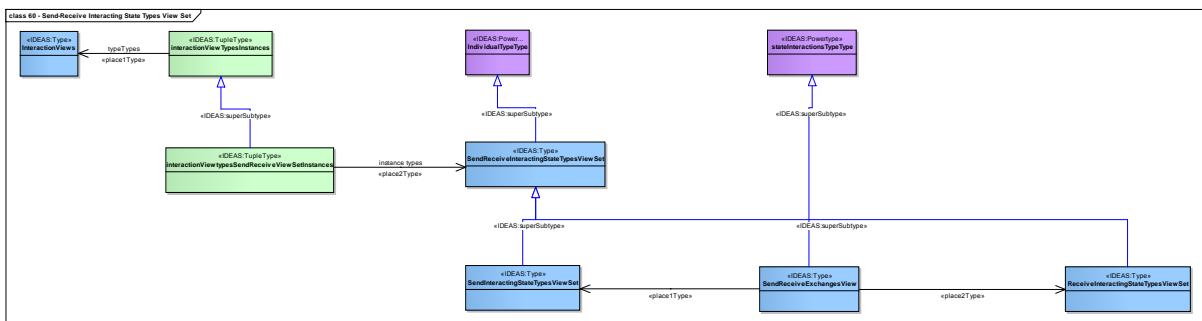 class 60 - Send-Receive Interacting State Types View Set
«IDEAS:Type»
InteractionViews
typeTypes
«place1Type»
«IDEAS:TupleType»
interactionViewTypesInstances
«IDEAS:Power...
IndividualTypeType
«IDEAS:Powertype»
stateInteractionsTypeType
«IDEAS:superSubtype»
«IDEAS:superSubtype»
«IDEAS:superSubtype»
«IDEAS:TupleType»
interactionViewtypesSendReceiveViewSetInstances
instance types
«place2Type»
«IDEAS:Type»
SendReceiveInteractingStateTypesViewSet
«IDEAS:superSubtype»
«IDEAS:superSubtype»
«IDEAS:Type»
SendInteractingStateTypesViewSet
«place1Type»
«IDEAS:Type»
SendReceiveExchangesView
«place2Type»
«IDEAS:Type»
ReceiveInteractingStateTypesViewSet